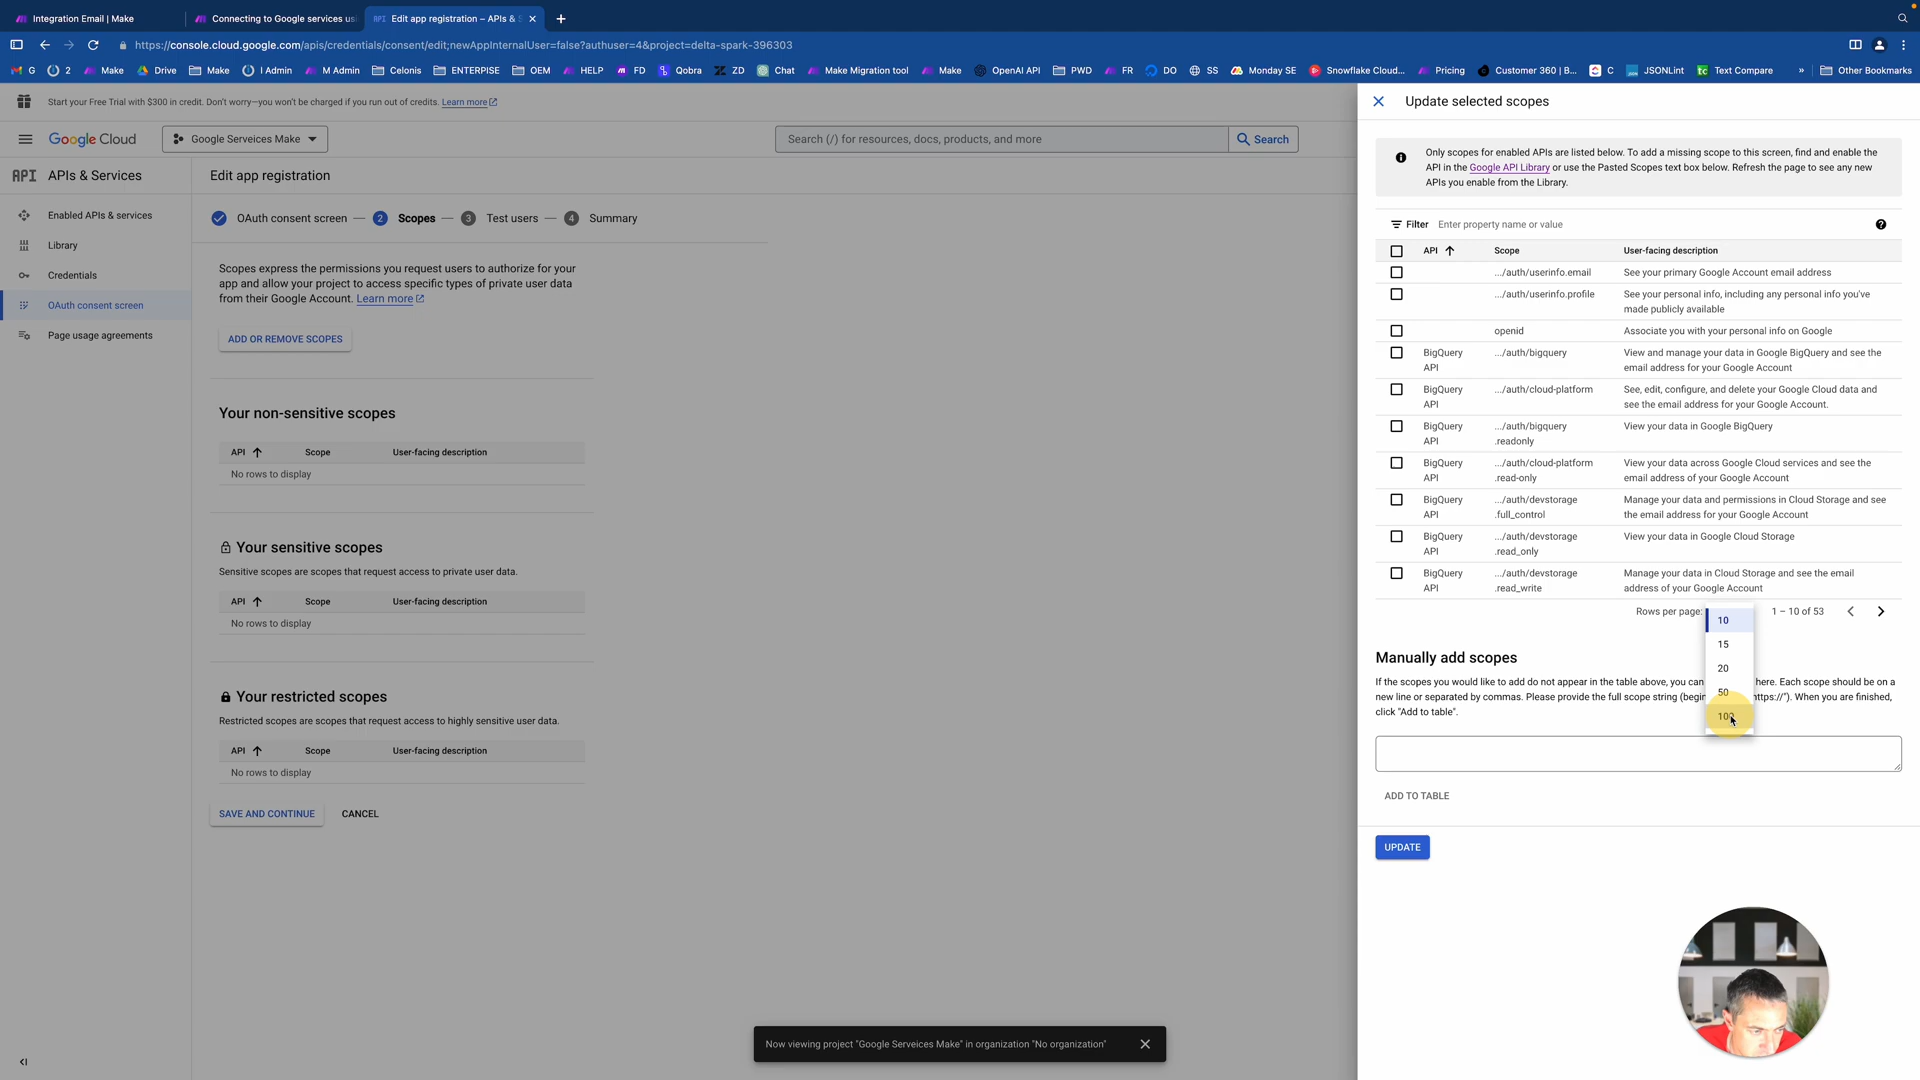 Integration Email | Make
Connecting to Google services usi
API Edit app registration – APIs & S
https://console.cloud.google.com/apis/credentials/consent/edit;newAppInternalUser=false?authuser=4&project=delta-spark-396303
G
2
Make
Drive
Make
I Admin
M Admin
Celonis
ENTERPISE
OEM
HELP
FD
Qobra
ZD
Chat
Make Migration tool
Make
OpenAI API
PWD
FR
DO
SS
Monday SE
Snowflake Cloud...
Pricing
Customer 360 | B...
C
JSONLint
Text Compare
»
Other Bookmarks
Start your Free Trial with $300 in credit. Don't worry—you won't be charged if you run out of credits. Learn more
Google Cloud
Google Serveices Make
Search (/) for resources, docs, products, and more
Search
API APIs & Services
Enabled APIs & services
Library
Credentials
OAuth consent screen
Page usage agreements
Edit app registration
OAuth consent screen — 2 Scopes — 3 Test users — 4 Summary
Scopes express the permissions you request users to authorize for your
app and allow your project to access specific types of private user data
from their Google Account. Learn more
ADD OR REMOVE SCOPES
Your non-sensitive scopes
API Scope User-facing description
No rows to display
Your sensitive scopes
Sensitive scopes are scopes that request access to private user data.
API Scope User-facing description
No rows to display
Your restricted scopes
Restricted scopes are scopes that request access to highly sensitive user data.
API Scope User-facing description
No rows to display
SAVE AND CONTINUE CANCEL
Now viewing project "Google Serveices Make" in organization "No organization"
Update selected scopes
Only scopes for enabled APIs are listed below. To add a missing scope to this screen, find and enable the
API in the Google API Library or use the Pasted Scopes text box below. Refresh the page to see any new
APIs you enable from the Library.
Filter Enter property name or value
API Scope User-facing description
.../auth/userinfo.email See your primary Google Account email address
.../auth/userinfo.profile See your personal info, including any personal info you've
made publicly available
openid Associate you with your personal info on Google
BigQuery .../auth/bigquery View and manage your data in Google BigQuery and see the
API email address for your Google Account
BigQuery .../auth/cloud-platform See, edit, configure, and delete your Google Cloud data and
API see the email address for your Google Account.
BigQuery .../auth/bigquery View your data in Google BigQuery
API .readonly
BigQuery .../auth/cloud-platform View your data across Google Cloud services and see the
API .read-only email address of your Google Account
BigQuery .../auth/devstorage Manage your data and permissions in Cloud Storage and see
API .full_control the email address for your Google Account
BigQuery .../auth/devstorage View your data in Google Cloud Storage
API .read_only
BigQuery .../auth/devstorage Manage your data in Cloud Storage and see the email
API .read_write address of your Google Account
Rows per page: 1 – 10 of 53
10
15
20
50
100
Manually add scopes
If the scopes you would like to add do not appear in the table above, you can here. Each scope should be on a
new line or separated by commas. Please provide the full scope string (begin ttps://"). When you are finished,
click "Add to table".
ADD TO TABLE
UPDATE